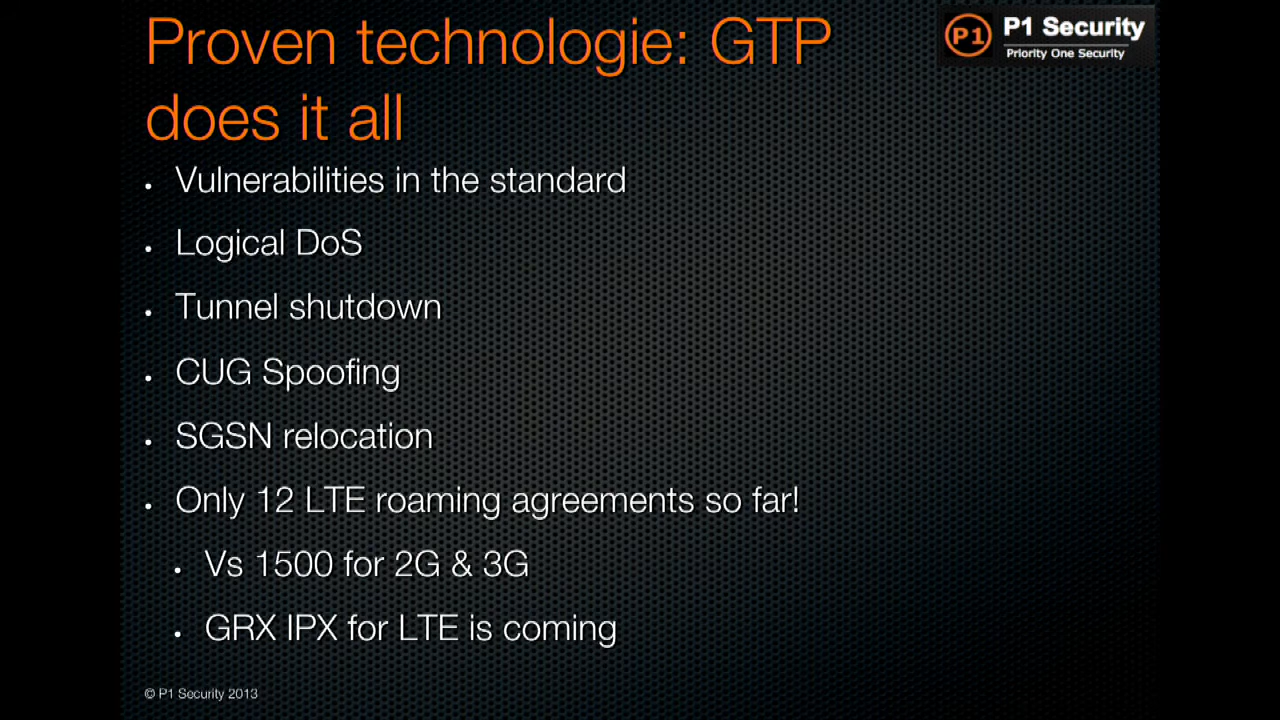 Proven technologie: GTP
does it all
P1
P1 Security
Priority One Security
• Vulnerabilities in the standard
• Logical DoS
• Tunnel shutdown
• CUG Spoofing
• SGSN relocation
• Only 12 LTE roaming agreements so far!
• Vs 1500 for 2G & 3G
• GRX IPX for LTE is coming
© P1 Security 2013